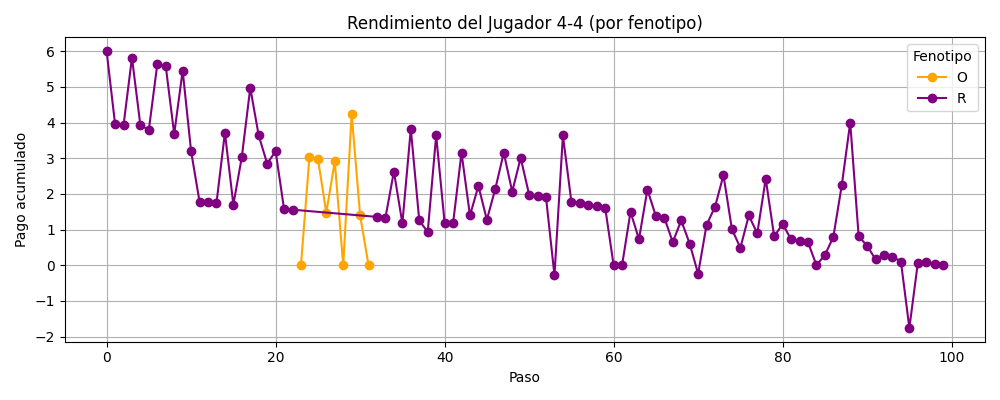 Rendimiento del Jugador 4-4 (por fenotipo)
Pago acumulado
6
5
4
3
2
1
0
−1
−2
Fenotipo
O
R
0
20
40
60
80
100
Paso